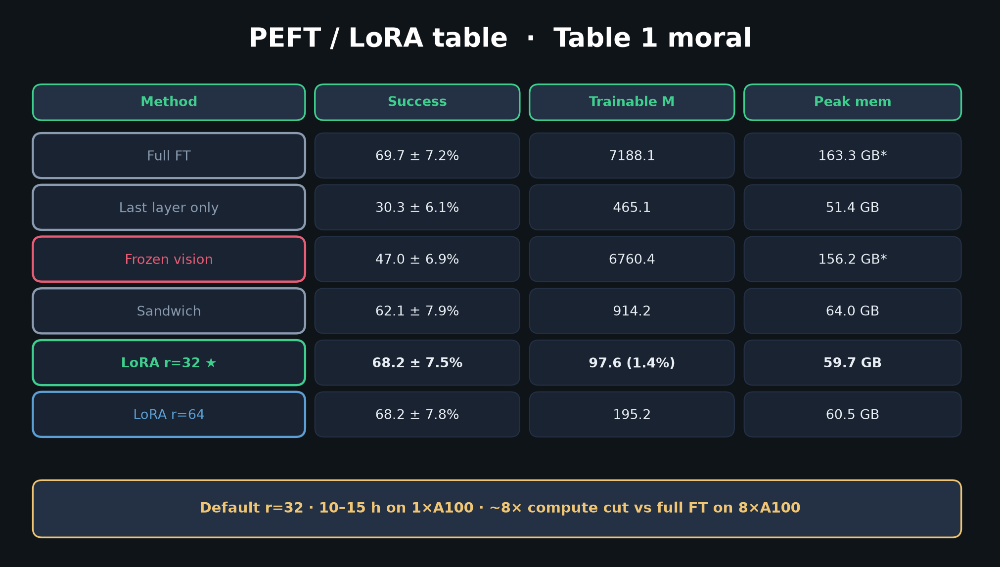 PEFT / LoRA table · Table 1 moral
Method Success Trainable M Peak mem
Full FT 69.7 ± 7.2% 7188.1 163.3 GB*
Last layer only 30.3 ± 6.1% 465.1 51.4 GB
Frozen vision 47.0 ± 6.9% 6760.4 156.2 GB*
Sandwich 62.1 ± 7.9% 914.2 64.0 GB
LoRA r=32 ★ 68.2 ± 7.5% 97.6 (1.4%) 59.7 GB
LoRA r=64 68.2 ± 7.8% 195.2 60.5 GB
Default r=32 · 10–15 h on 1×A100 · ~8× compute cut vs full FT on 8×A100